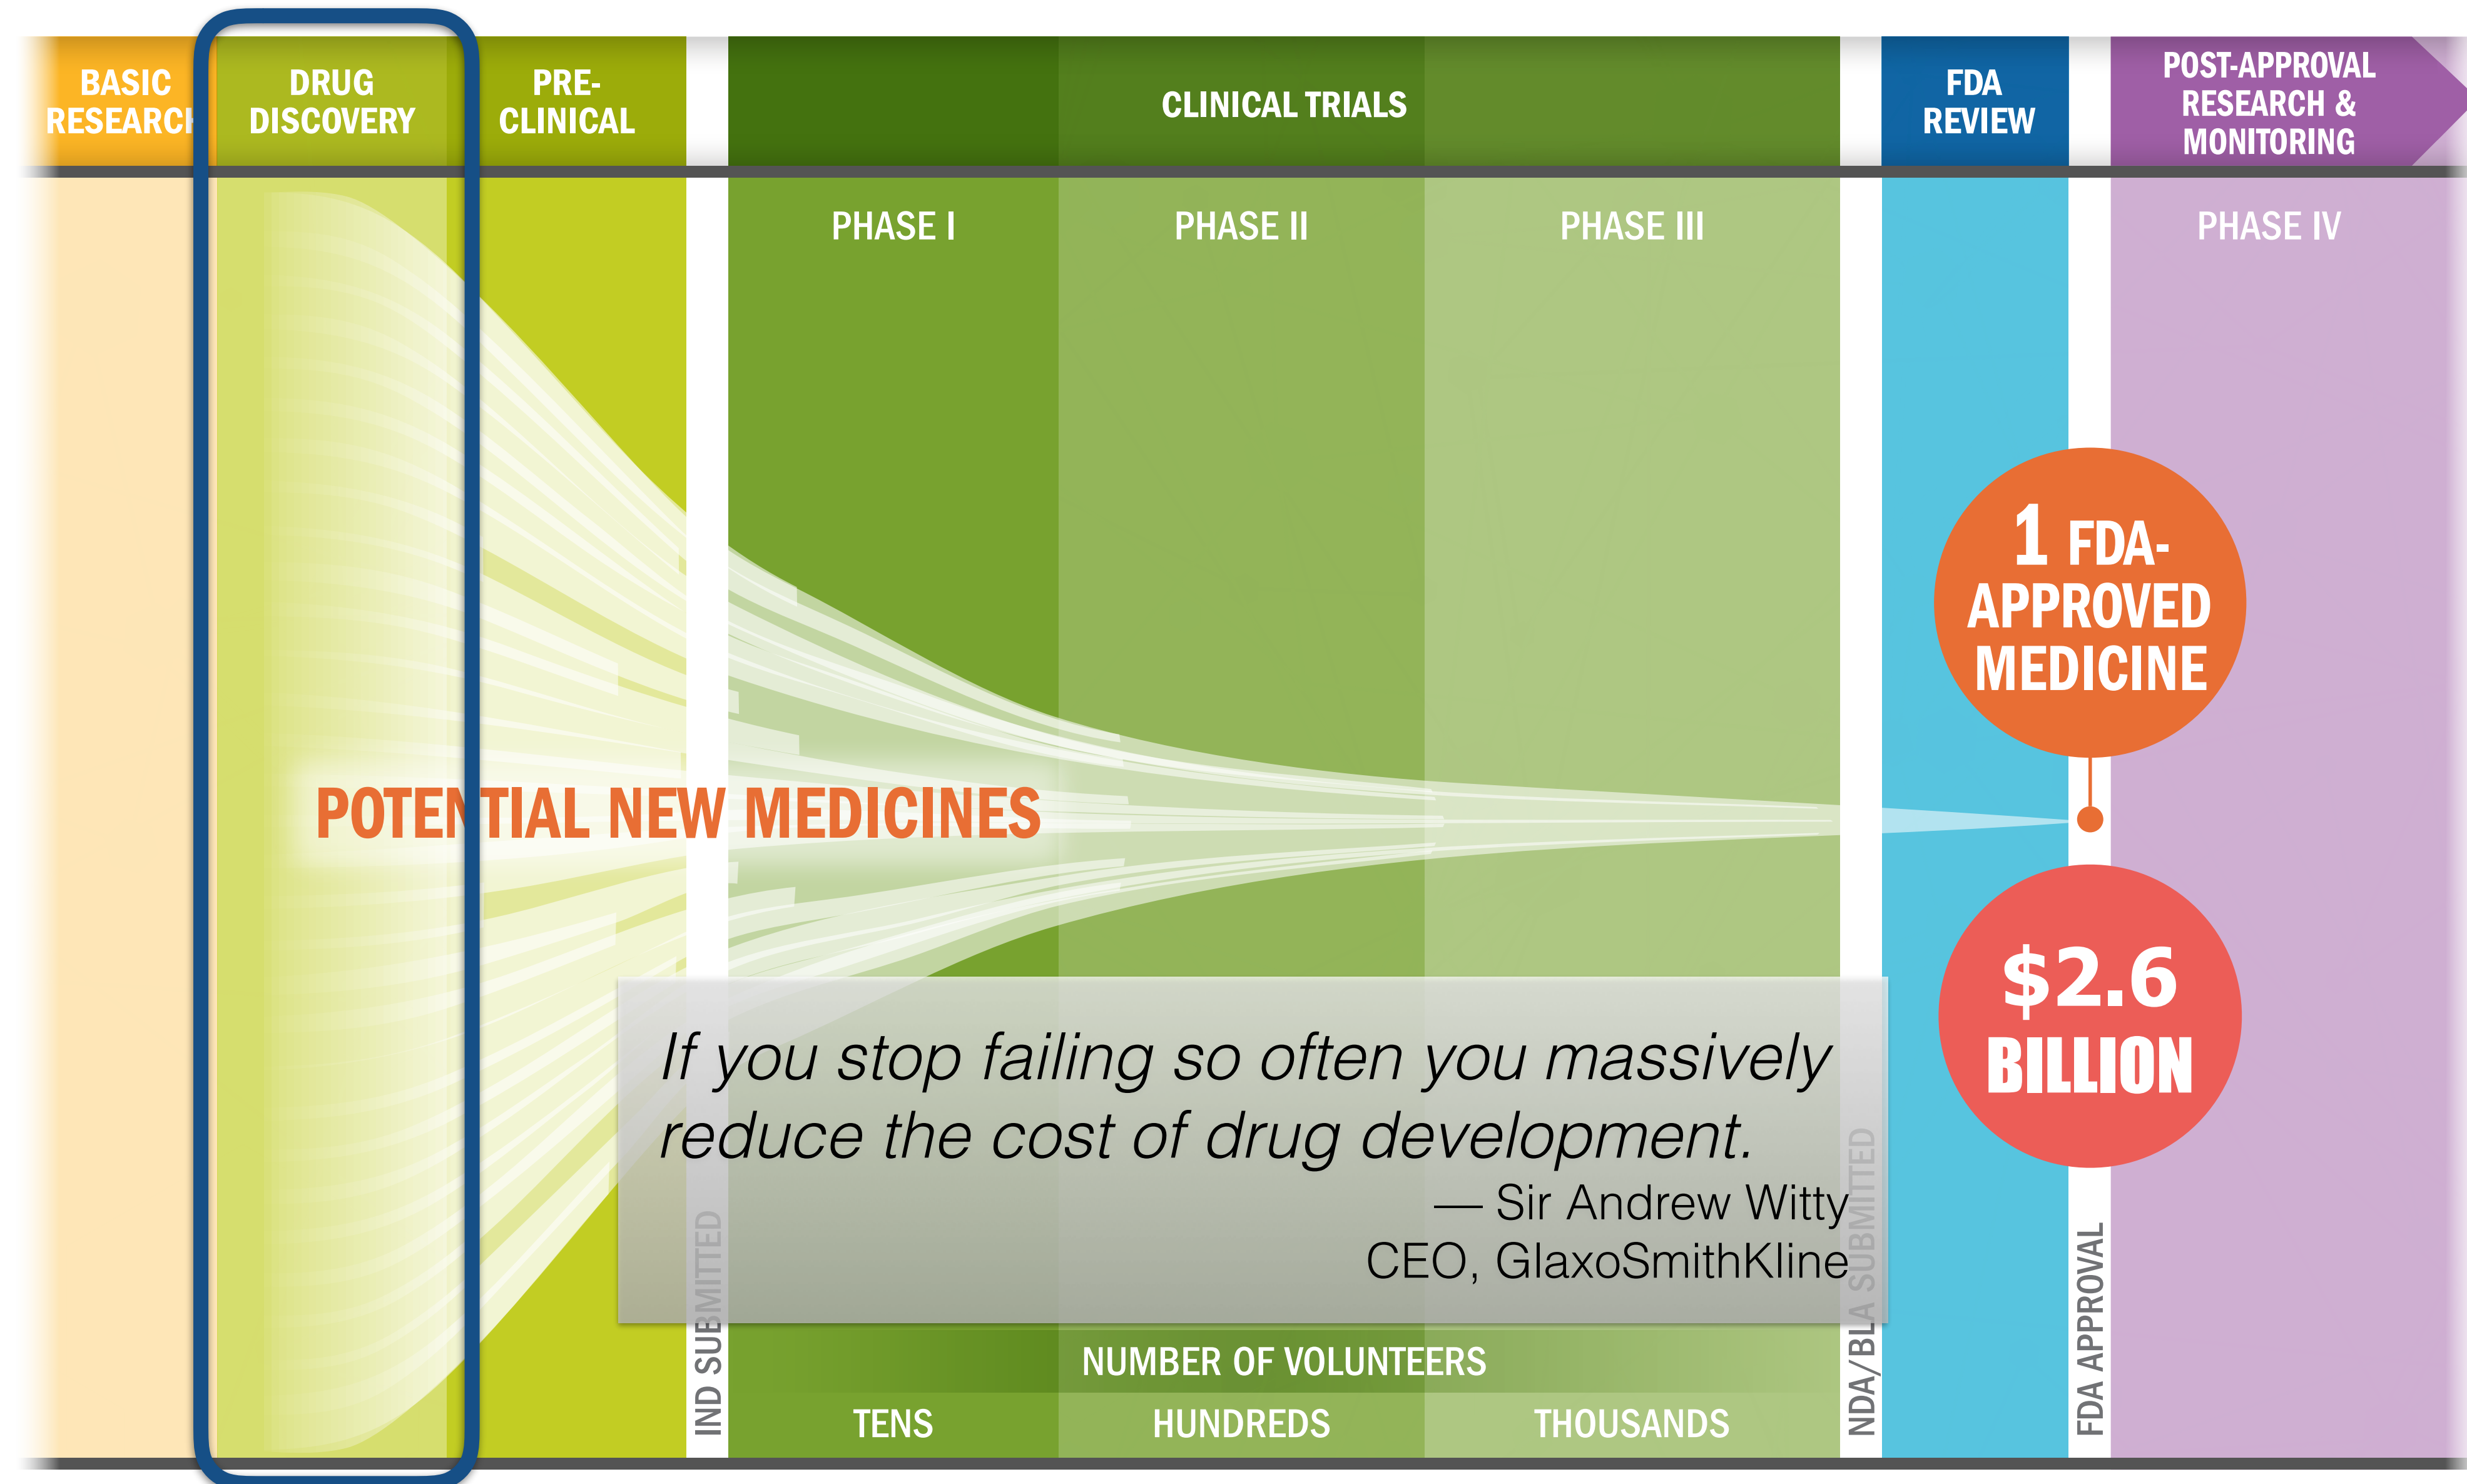 BASIC
RESEARCH
DRUG
DISCOVERY
PRE-
CLINICAL
CLINICAL TRIALS
FDA
REVIEW
POST-APPROVAL
RESEARCH &
MONITORING
PHASE I
PHASE II
PHASE III
PHASE IV
1 FDA-
APPROVED
MEDICINE
POTENTIAL NEW MEDICINES
$2.6
BILLION
If you stop failing so often you massively
reduce the cost of drug development.
— Sir Andrew Witty
CEO, GlaxoSmithKline
IND SUBMITTED
NDA/BLA SUBMITTED
FDA APPROVAL
NUMBER OF VOLUNTEERS
TENS
HUNDREDS
THOUSANDS